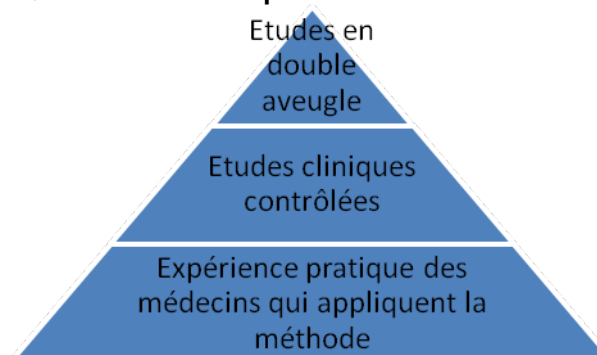 Etudes en
double
aveugle
Etudes cliniques
contrôlées
Expérience pratique des
médecins qui appliquent la
méthode